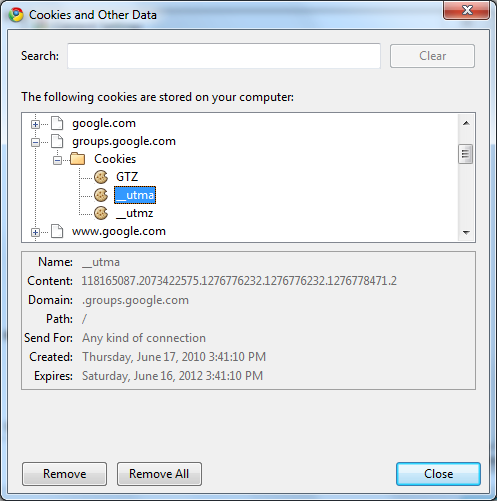 Cookies and Other Data
Search:
Clear
The following cookies are stored on your computer:
google.com
groups.google.com
Cookies
GTZ
__utma
__utmz
www.google.com
Name: __utma
Content: 118165087.2073422575.1276776232.1276776232.1276778471.2
Domain: .groups.google.com
Path: /
Send For: Any kind of connection
Created: Thursday, June 17, 2010 3:41:10 PM
Expires: Saturday, June 16, 2012 3:41:10 PM
Remove Remove All Close